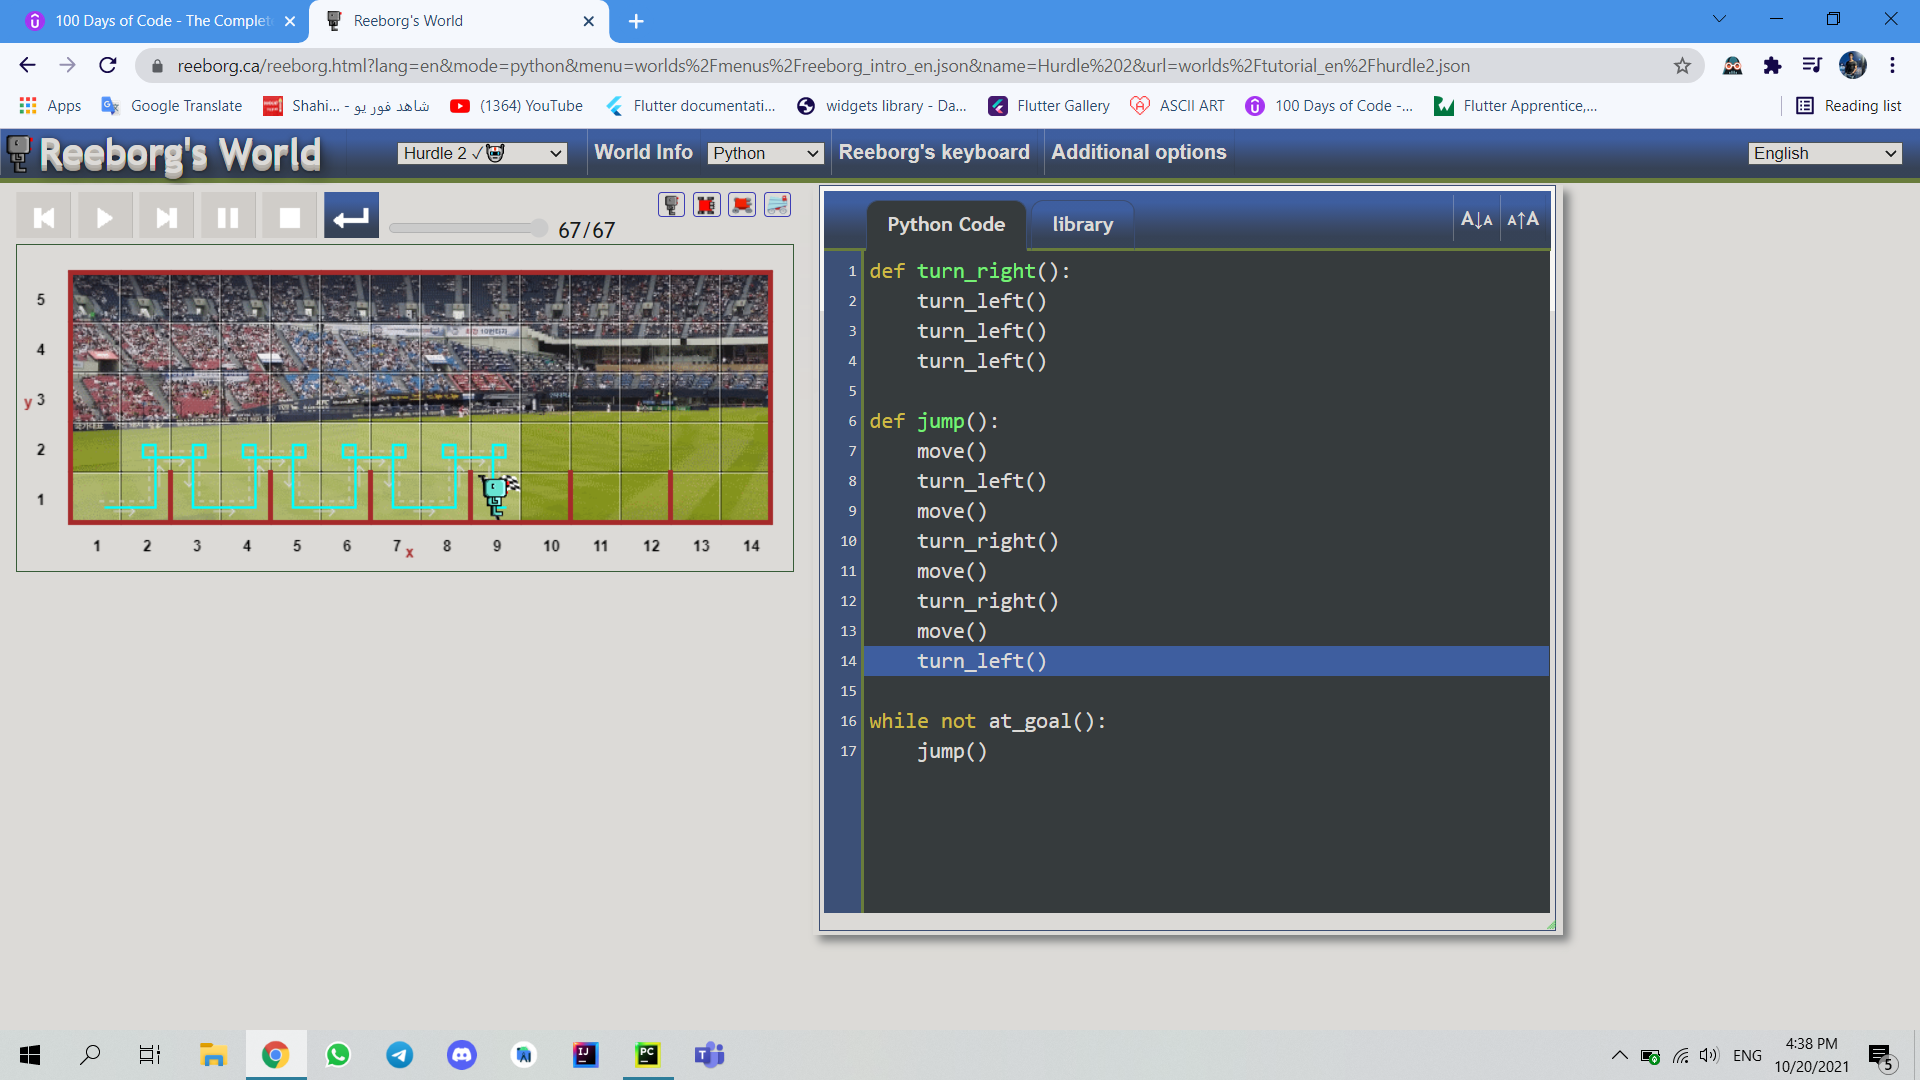 100 Days of Code - The Complet
Reeborg's World
reeborg.ca/reeborg.html?lang=en&mode=python&menu=worlds%2Fmenus%2Freeborg_intro_en.json&name=Hurdle%202&url=worlds%2Ftutorial_en%2Fhurdle2.json
Apps
Google Translate
Shahi... - شاهد فور يو
(1364) YouTube
Flutter documentati...
widgets library - Da...
Flutter Gallery
ASCII ART
100 Days of Code -...
Flutter Apprentice,...
Reading list
Reeborg's World
Hurdle 2 ✓
World Info
Python
Reeborg's keyboard
Additional options
English
67/67
Python Code
library
A↓A
A↑A
5
4
y 3
2
1
1 2 3 4 5 6 7 x 8 9 10 11 12 13 14
1 def turn_right():
2     turn_left()
3     turn_left()
4     turn_left()
5
6 def jump():
7     move()
8     turn_left()
9     move()
10     turn_right()
11     move()
12     turn_right()
13     move()
14     turn_left()
15
16 while not at_goal():
17     jump()
ENG
4:38 PM
10/20/2021
5